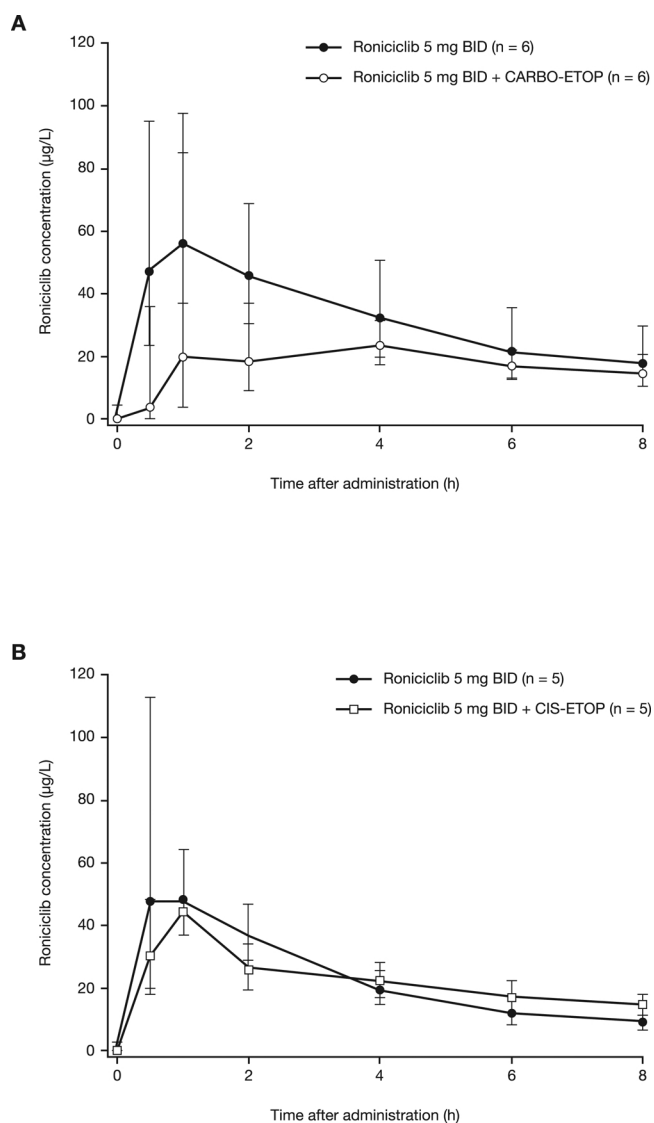 A
Roniciclib 5 mg BID (n = 6)
Roniciclib 5 mg BID + CARBO-ETOP (n = 6)
Roniciclib concentration (µg/L)
120
100
80
60
40
20
0
0 2 4 6 8
Time after administration (h)
B
Roniciclib 5 mg BID (n = 5)
Roniciclib 5 mg BID + CIS-ETOP (n = 5)
Roniciclib concentration (µg/L)
120
100
80
60
40
20
0
0 2 4 6 8
Time after administration (h)